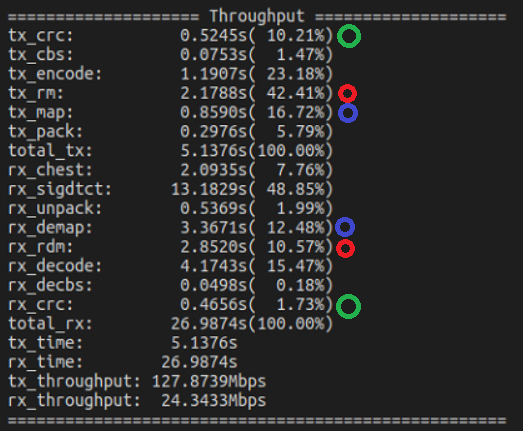 ==================== Throughput ====================
tx_crc: 0.5245s( 10.21%)
tx_cbs: 0.0753s( 1.47%)
tx_encode: 1.1907s( 23.18%)
tx_rm: 2.1788s( 42.41%)
tx_map: 0.8590s( 16.72%)
tx_pack: 0.2976s( 5.79%)
total_tx: 5.1376s(100.00%)
rx_chest: 2.0935s( 7.76%)
rx_sigdtct: 13.1829s( 48.85%)
rx_unpack: 0.5369s( 1.99%)
rx_demap: 3.3671s( 12.48%)
rx_rdm: 2.8520s( 10.57%)
rx_decode: 4.1743s( 15.47%)
rx_decbs: 0.0498s( 0.18%)
rx_crc: 0.4656s( 1.73%)
total_rx: 26.9874s(100.00%)
tx_time: 5.1376s
rx_time: 26.9874s
tx_throughput: 127.8739Mbps
rx_throughput: 24.3433Mbps
====================================================